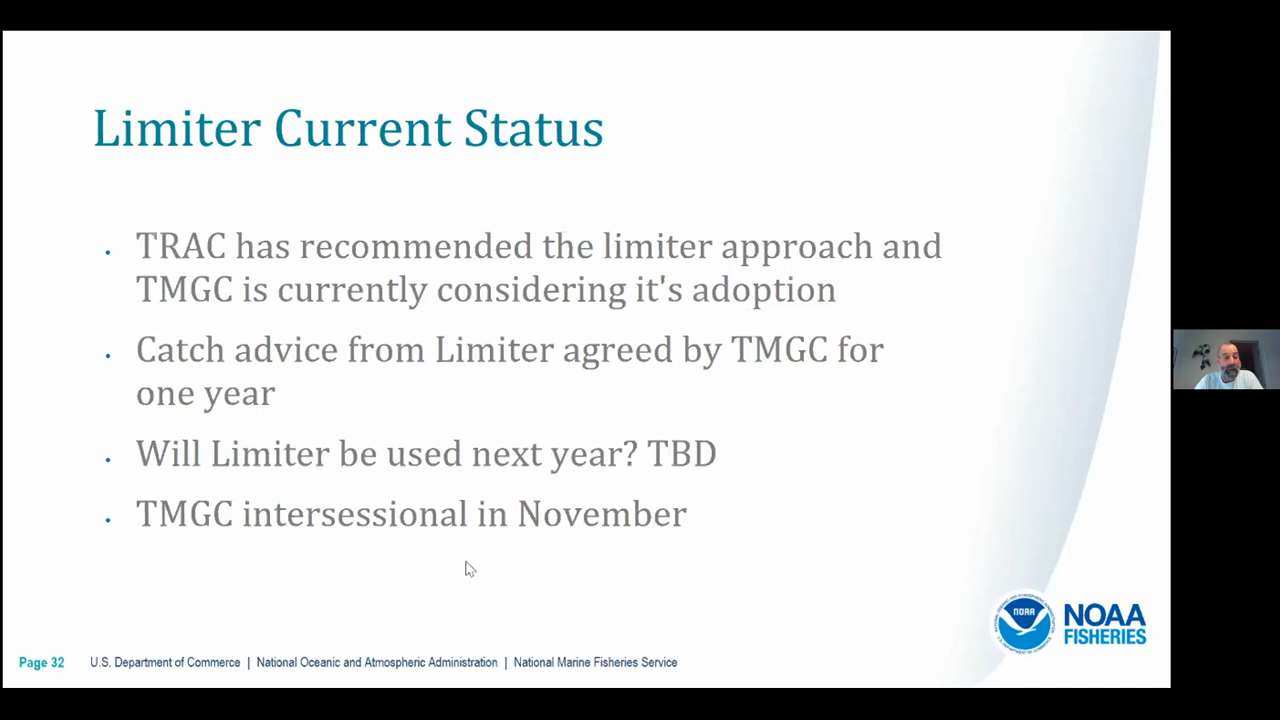 Limiter Current Status
· TRAC has recommended the limiter approach and
TMGC is currently considering it's adoption
· Catch advice from Limiter agreed by TMGC for
one year
· Will Limiter be used next year? TBD
· TMGC intersessional in November
NOAA
NOAA
FISHERIES
Page 32 U.S. Department of Commerce | National Oceanic and Atmospheric Administration | National Marine Fisheries Service